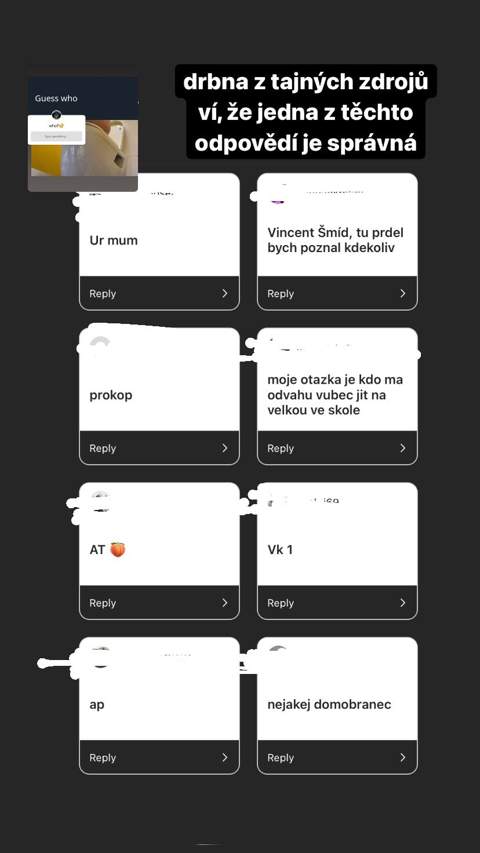 Guess who
who?
drbna z tajných zdrojů
ví, že jedna z těchto
odpovědí je správná
Ur mum
Reply
Vincent Šmíd, tu prdel
bych poznal kdekoliv
Reply
prokop
Reply
moje otazka je kdo ma
odvahu vubec jit na
velkou ve skole
Reply
AT 🍑
Reply
Vk 1
Reply
ap
Reply
nejakej domobranec
Reply